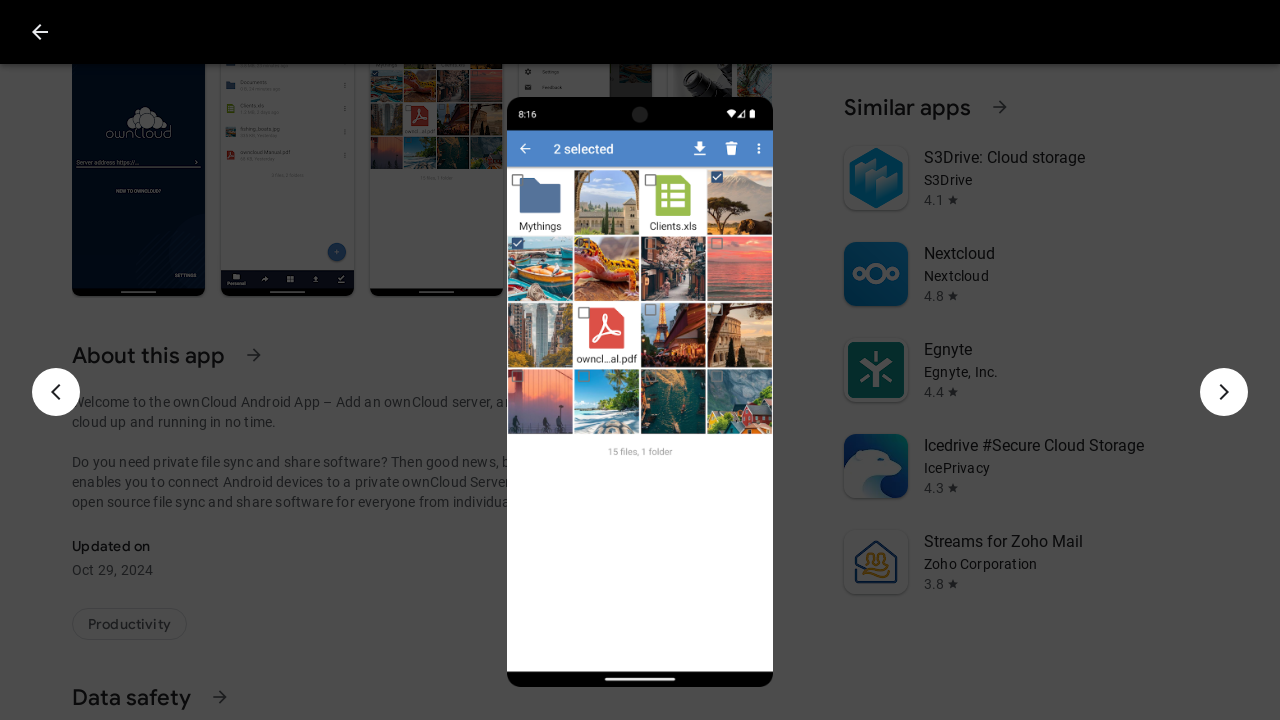 ownCloud
Server address https://...
NEW TO OWNCLOUD?
SETTINGS
Documents
Clients.xls
Personal
Settings
Feedback
8:16
2 selected
Mythings
Clients.xls
owncl...al.pdf
15 files, 1 folder
About this app
Welcome to the ownCloud Android App – Add an ownCloud server, a
cloud up and running in no time.
Do you need private file sync and share software? Then good news, b
enables you to connect Android devices to a private ownCloud Server
open source file sync and share software for everyone from individua
Updated on
Oct 29, 2024
Productivity
Data safety
Similar apps
S3Drive: Cloud storage
S3Drive
4.1
Nextcloud
Nextcloud
4.8
Egnyte
Egnyte, Inc.
4.4
Icedrive #Secure Cloud Storage
IcePrivacy
4.3
Streams for Zoho Mail
Zoho Corporation
3.8